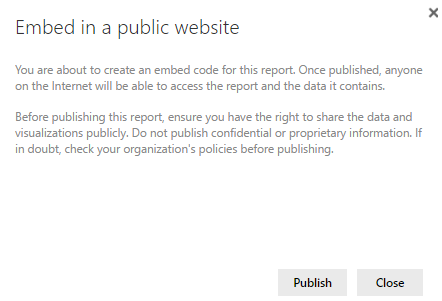 Embed in a public website
You are about to create an embed code for this report. Once published, anyone
on the Internet will be able to access the report and the data it contains.
Before publishing this report, ensure you have the right to share the data and
visualizations publicly. Do not publish confidential or proprietary information. If
in doubt, check your organization's policies before publishing.
Publish
Close